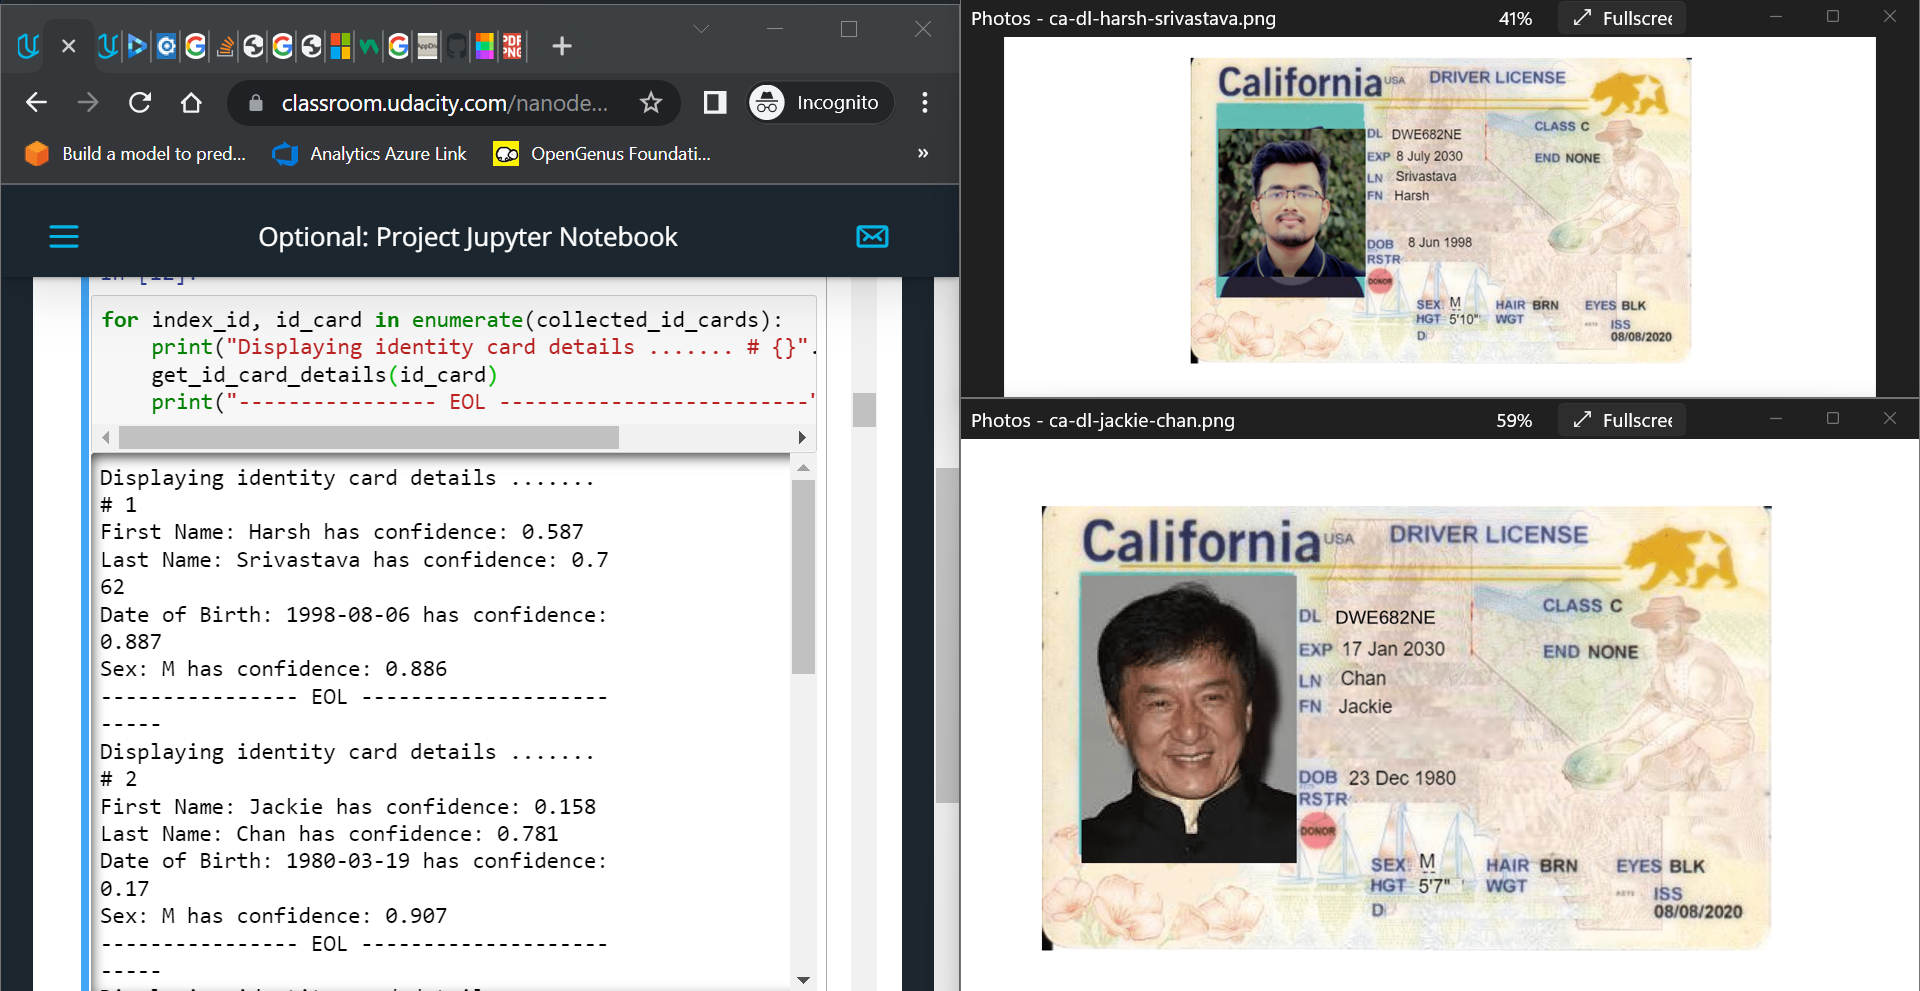 classroom.udacity.com/nanode...
Incognito
Build a model to pred...
Analytics Azure Link
OpenGenus Foundati...
»
Optional: Project Jupyter Notebook
for index_id, id_card in enumerate(collected_id_cards):
print("Displaying identity card details ....... # {}".
get_id_card_details(id_card)
print("---------------- EOL -------------------------"
Displaying identity card details .......
# 1
First Name: Harsh has confidence: 0.587
Last Name: Srivastava has confidence: 0.7
62
Date of Birth: 1998-08-06 has confidence:
0.887
Sex: M has confidence: 0.886
---------------- EOL --------------------
-----
Displaying identity card details .......
# 2
First Name: Jackie has confidence: 0.158
Last Name: Chan has confidence: 0.781
Date of Birth: 1980-03-19 has confidence:
0.17
Sex: M has confidence: 0.907
---------------- EOL --------------------
-----
Photos - ca-dl-harsh-srivastava.png 41% Fullscree
California USA DRIVER LICENSE
DL DWE682NE CLASS C
EXP 8 July 2030 END NONE
LN Srivastava
FN Harsh
DOB 8 Jun 1998
RSTR
DONOR
SEX M HAIR BRN EYES BLK
HGT 5'10" WGT ISS
D 08/08/2020
Photos - ca-dl-jackie-chan.png 59% Fullscree
California USA DRIVER LICENSE
DL DWE682NE CLASS C
EXP 17 Jan 2030 END NONE
LN Chan
FN Jackie
DOB 23 Dec 1980
RSTR
DONOR
SEX M HAIR BRN EYES BLK
HGT 5'7" WGT ISS
D 08/08/2020